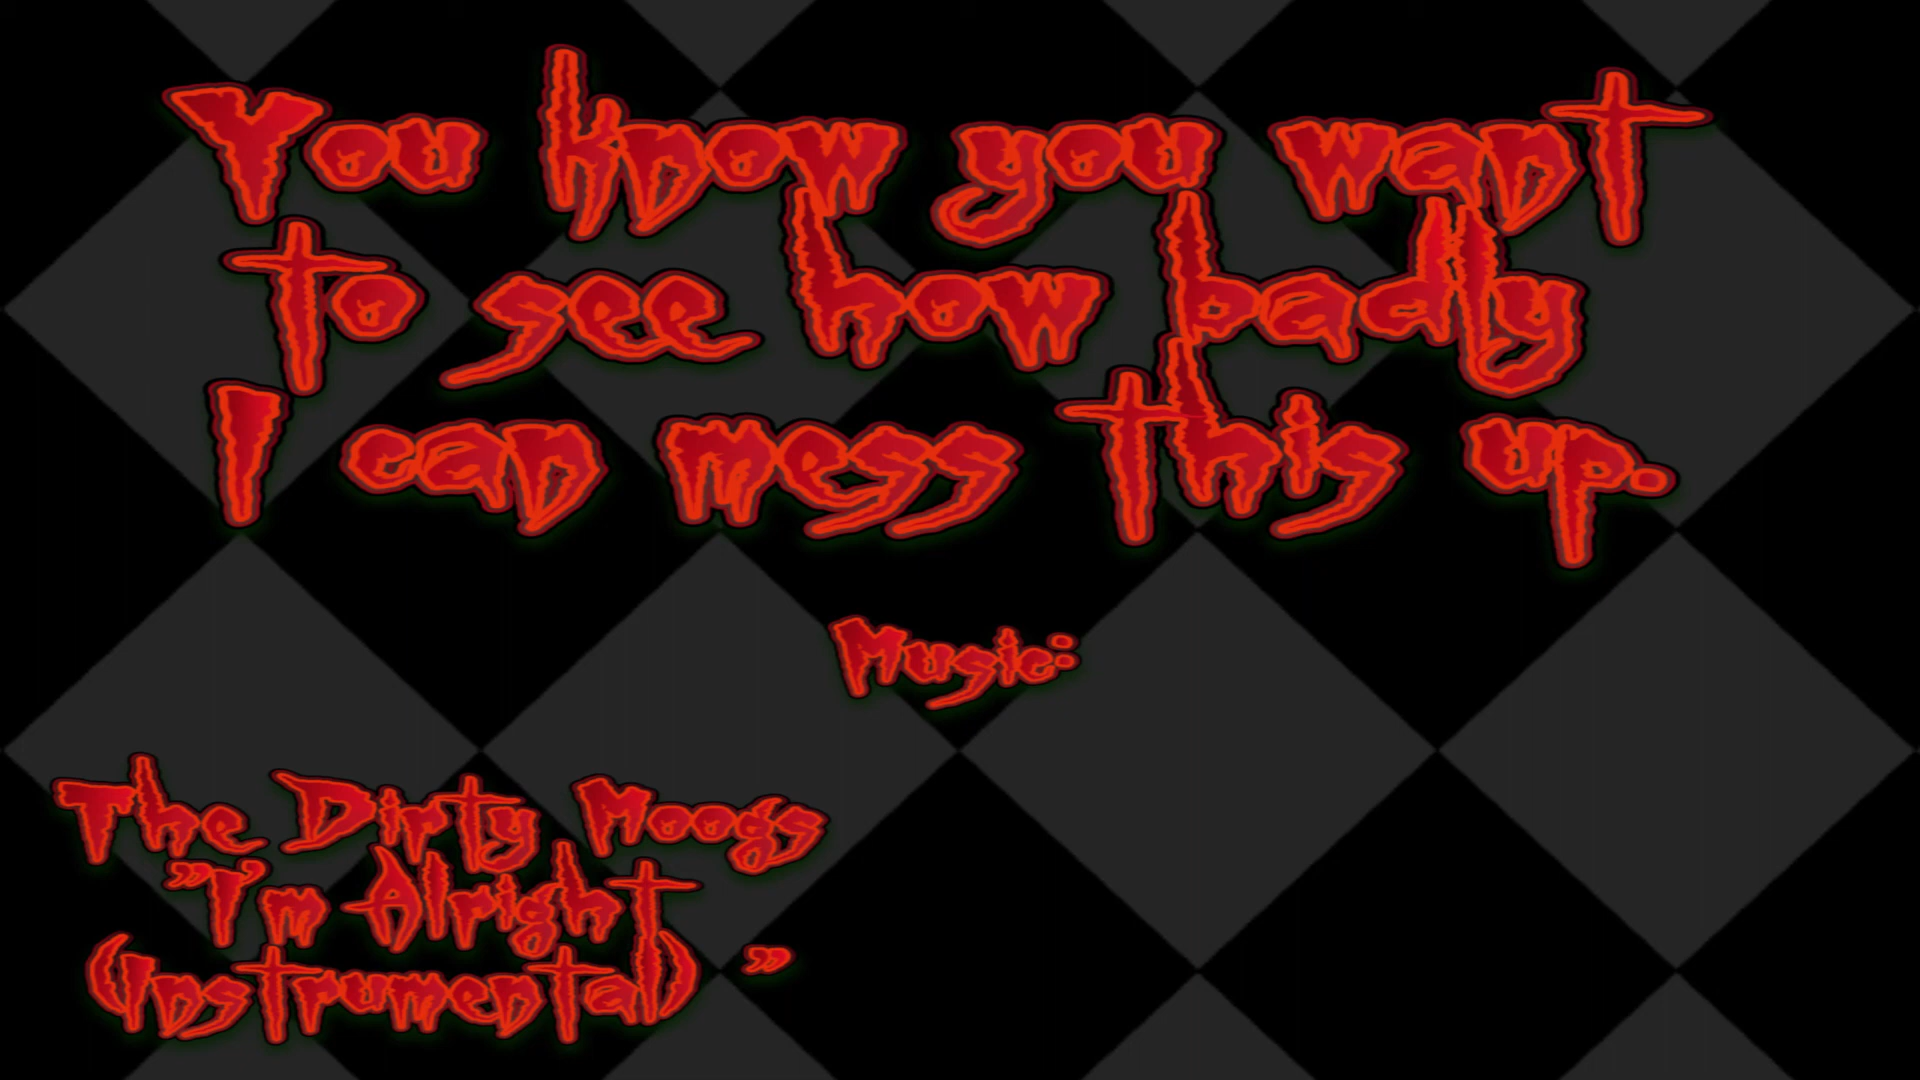 You know you want
to see how badly
I can mess this up.
Music:
The Dirty Moogs
"I'm Alright
(Instrumental) "